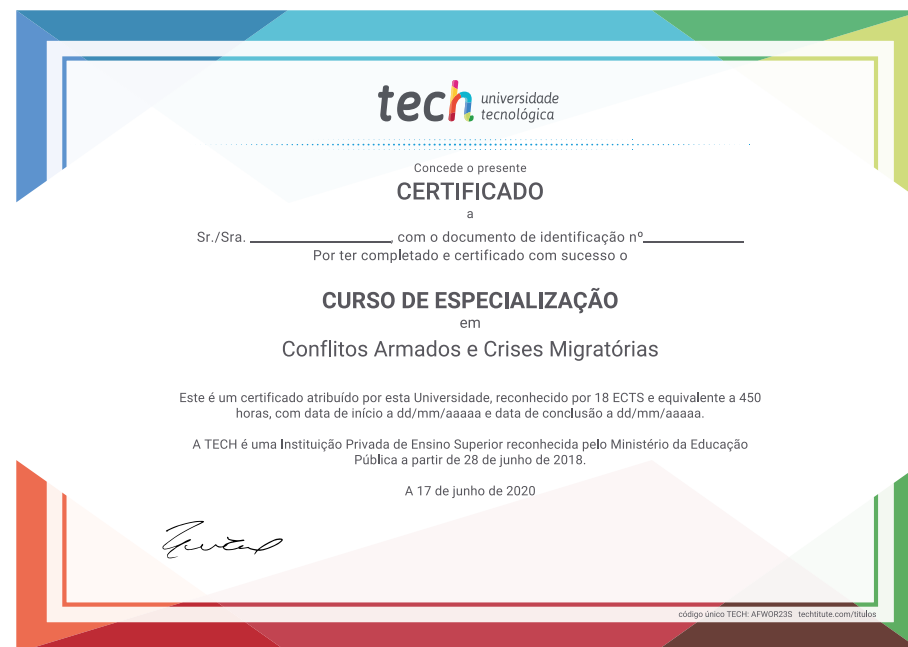 tech universidade
tecnológica
Concede o presente
CERTIFICADO
a
Sr./Sra. , com o documento de identificação nº
Por ter completado e certificado com sucesso o
CURSO DE ESPECIALIZAÇÃO
em
Conflitos Armados e Crises Migratórias
Este é um certificado atribuído por esta Universidade, reconhecido por 18 ECTS e equivalente a 450
horas, com data de início a dd/mm/aaaaa e data de conclusão a dd/mm/aaaaa.
A TECH é uma Instituição Privada de Ensino Superior reconhecida pelo Ministério da Educação
Pública a partir de 28 de junho de 2018.
A 17 de junho de 2020
código único TECH: AFWOR23S techtitute.com/titulos